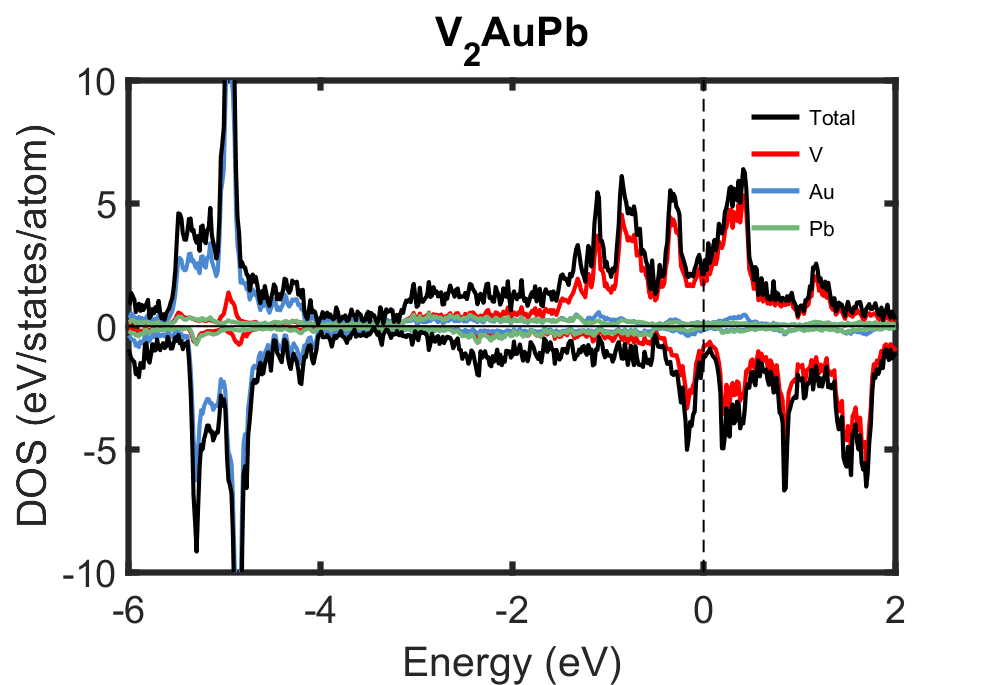 V2AuPb
DOS (eV/states/atom)
10
5
0
-5
-10
Total
V
Au
Pb
-6
-4
-2
0
2
Energy (eV)